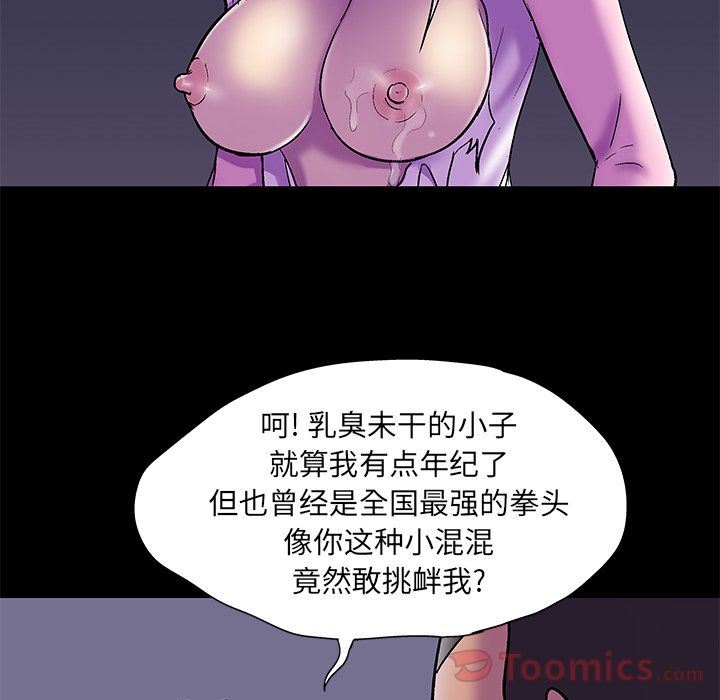 呵! 乳臭未干的小子
就算我有点年纪了
但也曾经是全国最强的拳头
像你这种小混混
竟然敢挑衅我?
Toomics.com